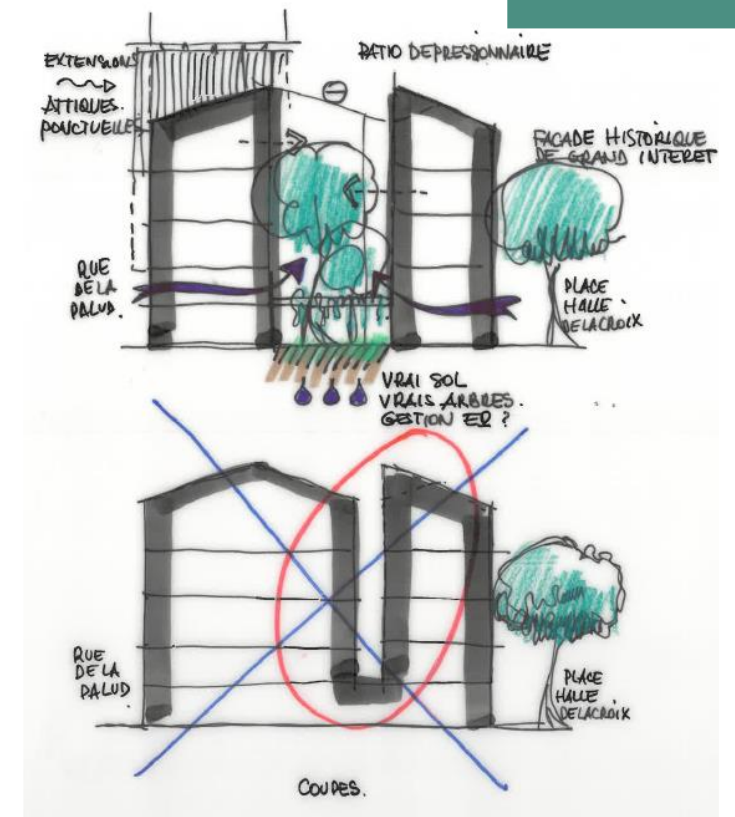 EXTENSIONS
ATTIQUES.
PONCTUELLES
PATIO DEPRESSIONNAIRE
FACADE HISTORIQUE
DE GRAND INTERET
RUE
DE LA
PALUD.
PLACE
HALLE
DELACROIX
VRAI SOL
VRAIS ARBRES.
GESTION EP ?
RUE
DE LA
PALUD
PLACE
HALLE
DELACROIX
COUPES.